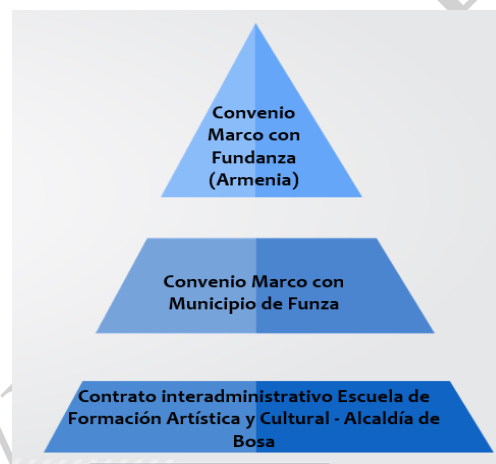 Convenio
Marco con
Fundanza
(Armenia)
Convenio Marco con
Municipio de Funza
Contrato interadministrativo Escuela de
Formación Artística y Cultural - Alcaldía de
Bosa